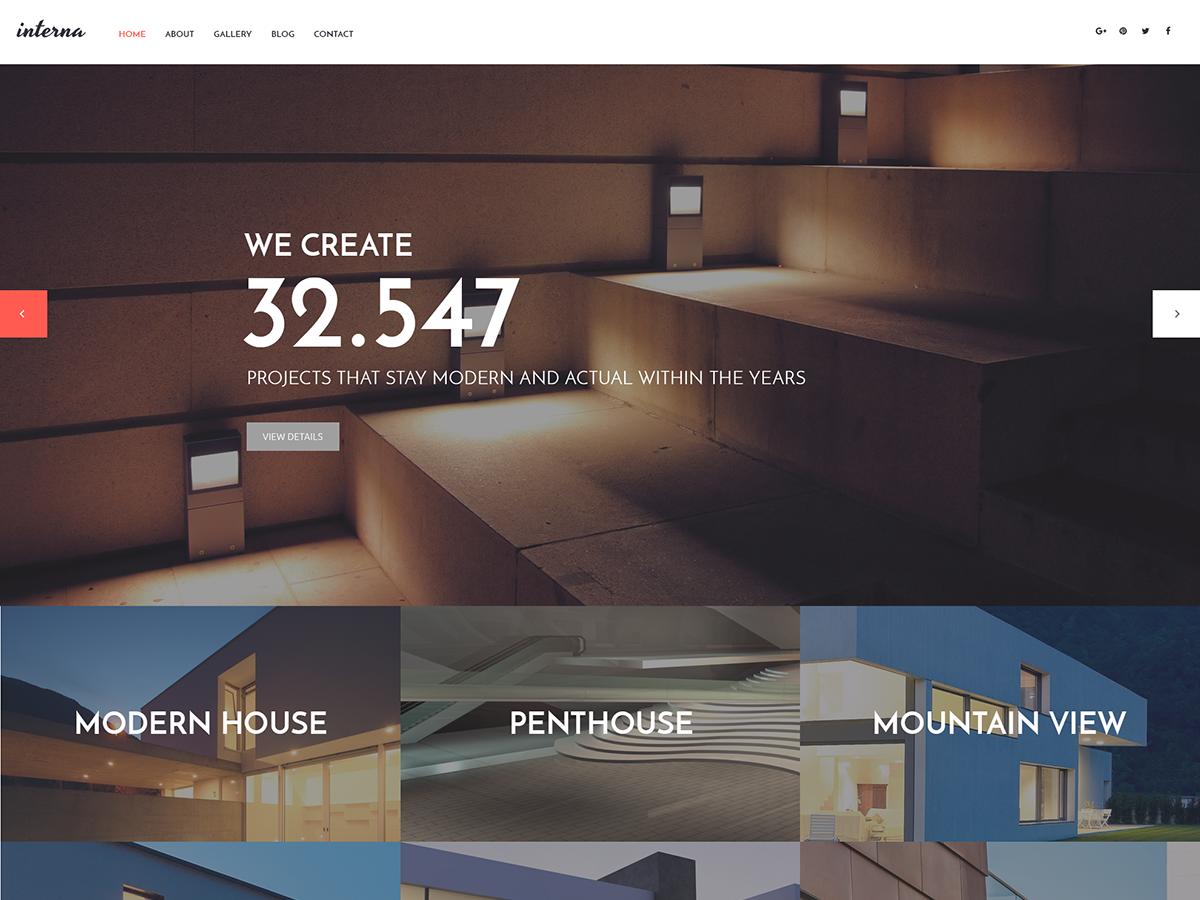 interna
HOME ABOUT GALLERY BLOG CONTACT
WE CREATE
32.547
PROJECTS THAT STAY MODERN AND ACTUAL WITHIN THE YEARS
VIEW DETAILS
MODERN HOUSE PENTHOUSE MOUNTAIN VIEW